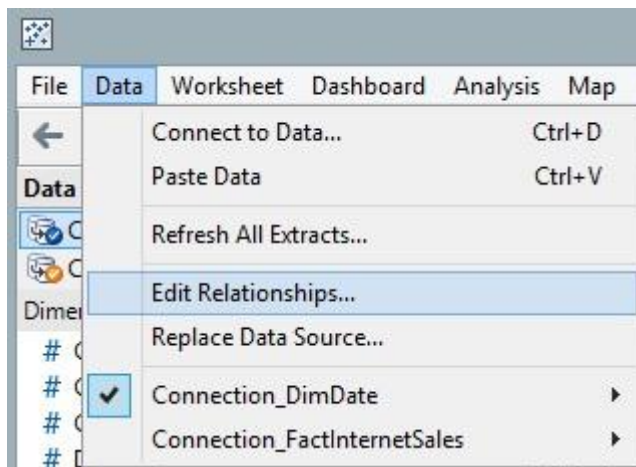 File Data Worksheet Dashboard Analysis Map
Connect to Data... Ctrl+D
Paste Data Ctrl+V
Data
Refresh All Extracts...
Edit Relationships...
Replace Data Source...
# 
# 
Connection_DimDate
# 
Connection_FactInternetSales
#